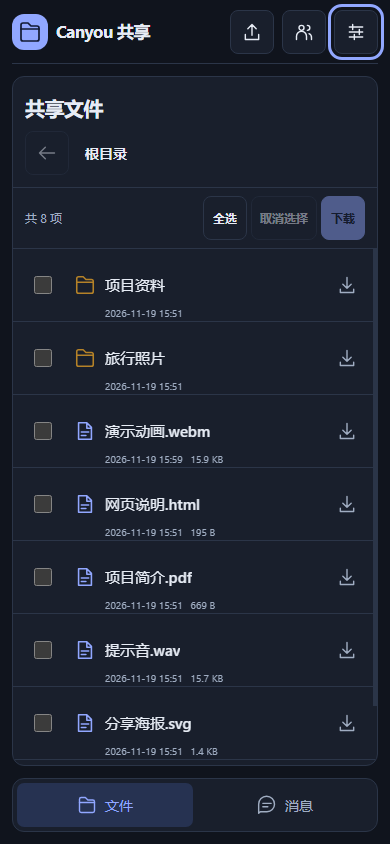 Canyou 共享
共享文件
根目录
共 8 项 全选 取消选择 下载
项目资料
2026-11-19 15:51
旅行照片
2026-11-19 15:51
演示动画.webm
2026-11-19 15:59 15.9 KB
网页说明.html
2026-11-19 15:51 195 B
项目简介.pdf
2026-11-19 15:51 669 B
提示音.wav
2026-11-19 15:51 15.7 KB
分享海报.svg
2026-11-19 15:51 1.4 KB
文件 消息